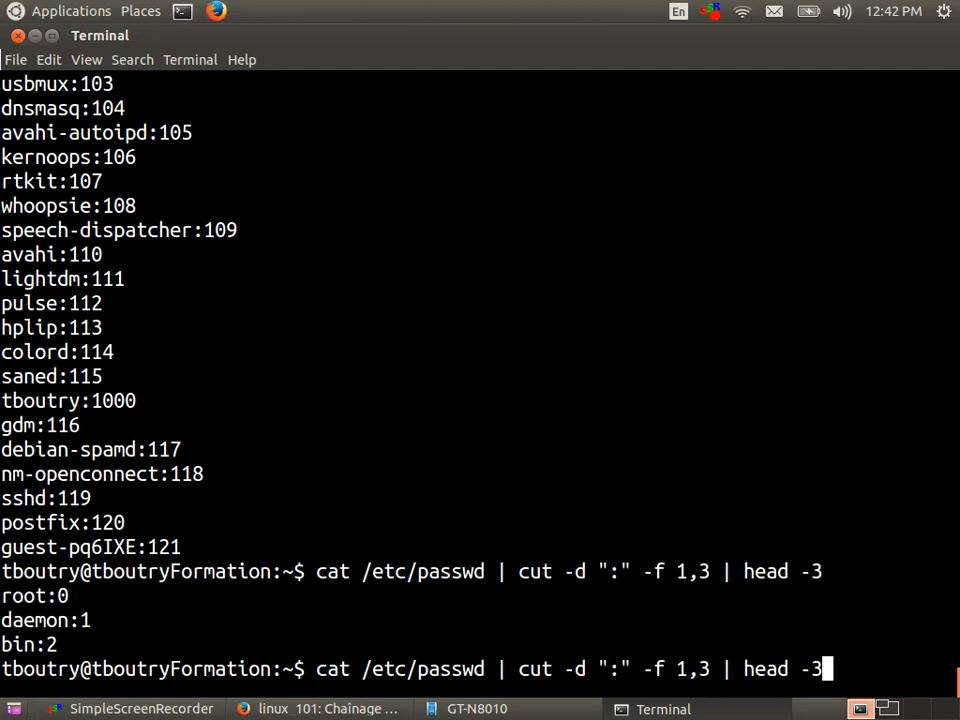 Applications Places En 12:42 PM
Terminal
File Edit View Search Terminal Help
usbmux:103
dnsmasq:104
avahi-autoipd:105
kernoops:106
rtkit:107
whoopsie:108
speech-dispatcher:109
avahi:110
lightdm:111
pulse:112
hplip:113
colord:114
saned:115
tboutry:1000
gdm:116
debian-spamd:117
nm-openconnect:118
sshd:119
postfix:120
guest-pq6IXE:121
tboutry@tboutryFormation:~$ cat /etc/passwd | cut -d ":" -f 1,3 | head -3
root:0
daemon:1
bin:2
tboutry@tboutryFormation:~$ cat /etc/passwd | cut -d ":" -f 1,3 | head -3
SimpleScreenRecorder linux_101: Chaînage ... GT-N8010 Terminal